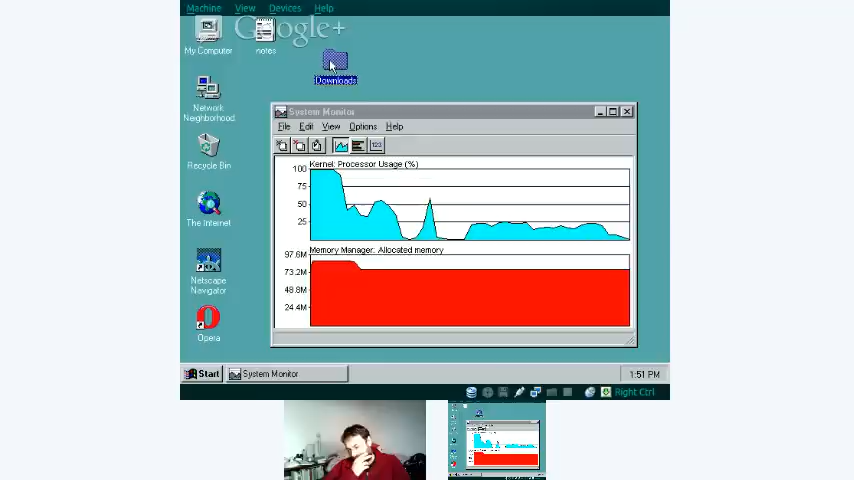 Machine View Devices Help
Google+
My Computer
notes
Downloads
Network
Neighborhood
Recycle Bin
The Internet
Netscape
Navigator
Opera
System Monitor
File Edit View Options Help
123
Kernel: Processor Usage (%)
100
75
50
25
Memory Manager: Allocated memory
97.6M
73.2M
48.8M
24.4M
Start System Monitor 1:51 PM
Right Ctrl